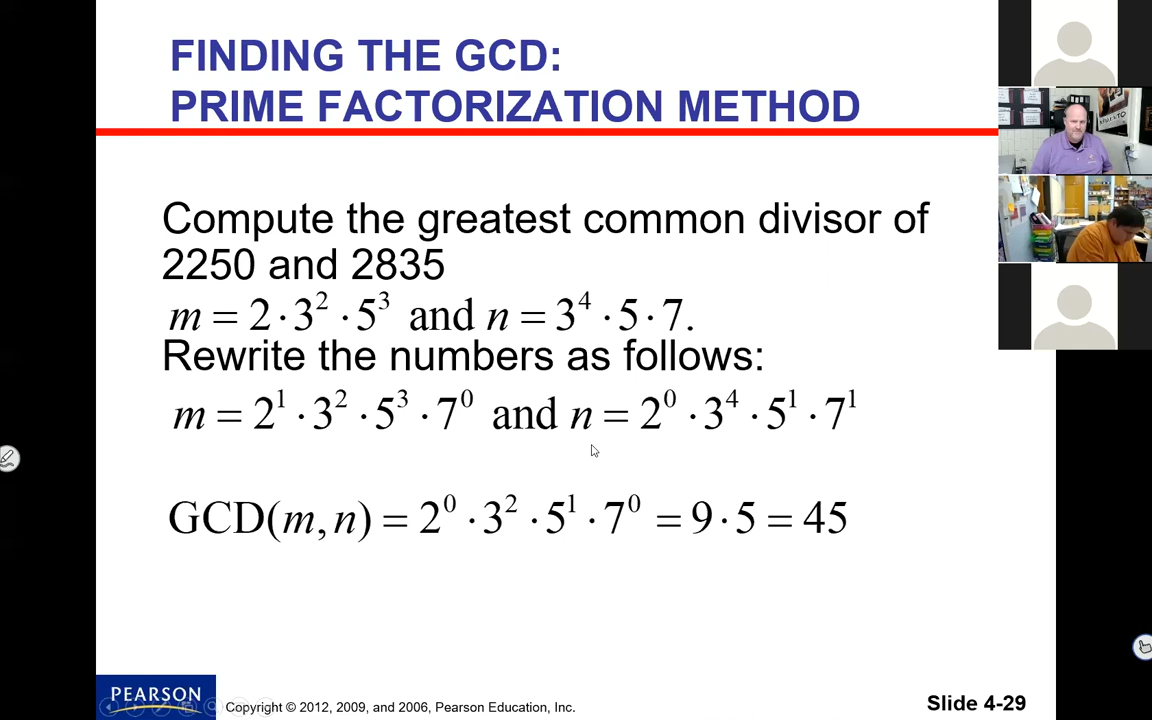 FINDING THE GCD:
PRIME FACTORIZATION METHOD
Compute the greatest common divisor of
2250 and 2835
m = 2 · 3² · 5³ and n = 3⁴ · 5 · 7.
Rewrite the numbers as follows:
m = 2¹ · 3² · 5³ · 7⁰ and n = 2⁰ · 3⁴ · 5¹ · 7¹
GCD(m, n) = 2⁰ · 3² · 5¹ · 7⁰ = 9 · 5 = 45
PEARSON
Copyright © 2012, 2009, and 2006, Pearson Education, Inc.
Slide 4-29